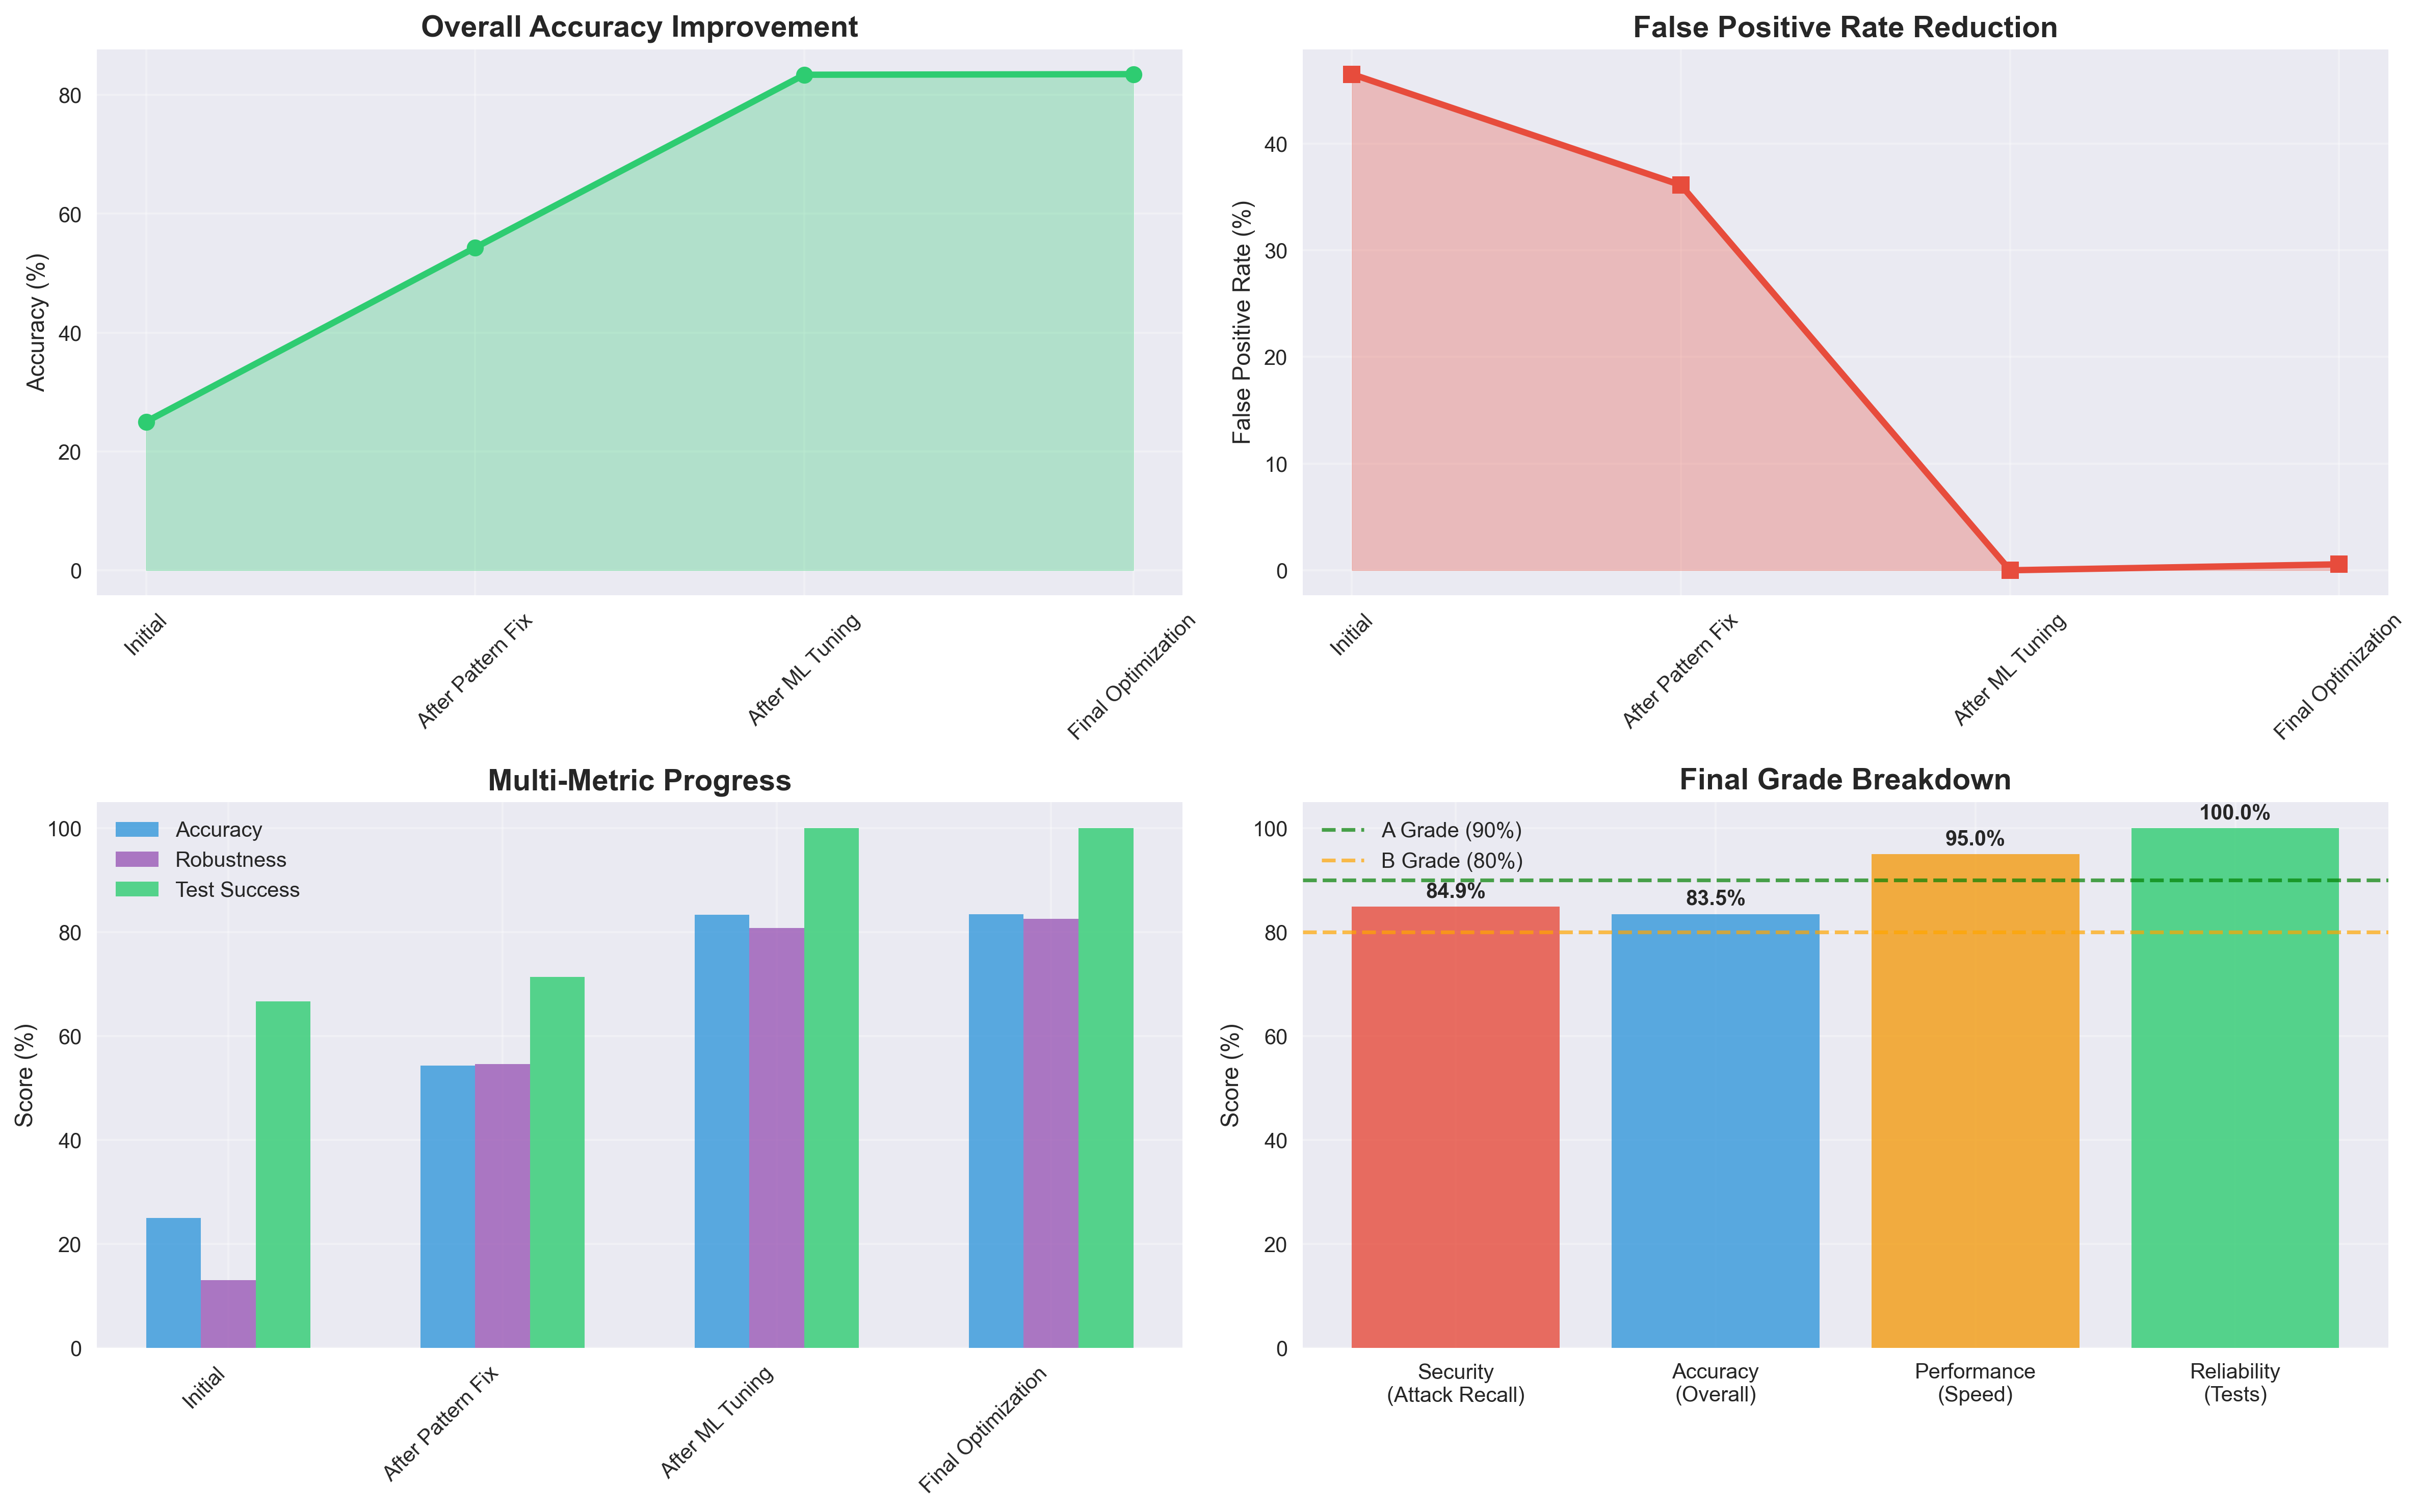 Overall Accuracy Improvement
Accuracy (%)
80
60
40
20
0
Initial
After Pattern Fix
After ML Tuning
Final Optimization
False Positive Rate Reduction
False Positive Rate (%)
40
30
20
10
0
Initial
After Pattern Fix
After ML Tuning
Final Optimization
Multi-Metric Progress
Score (%)
100
80
60
40
20
0
Accuracy
Robustness
Test Success
Initial
After Pattern Fix
After ML Tuning
Final Optimization
Final Grade Breakdown
Score (%)
100
80
60
40
20
0
A Grade (90%)
B Grade (80%)
84.9%
83.5%
95.0%
100.0%
Security
(Attack Recall)
Accuracy
(Overall)
Performance
(Speed)
Reliability
(Tests)